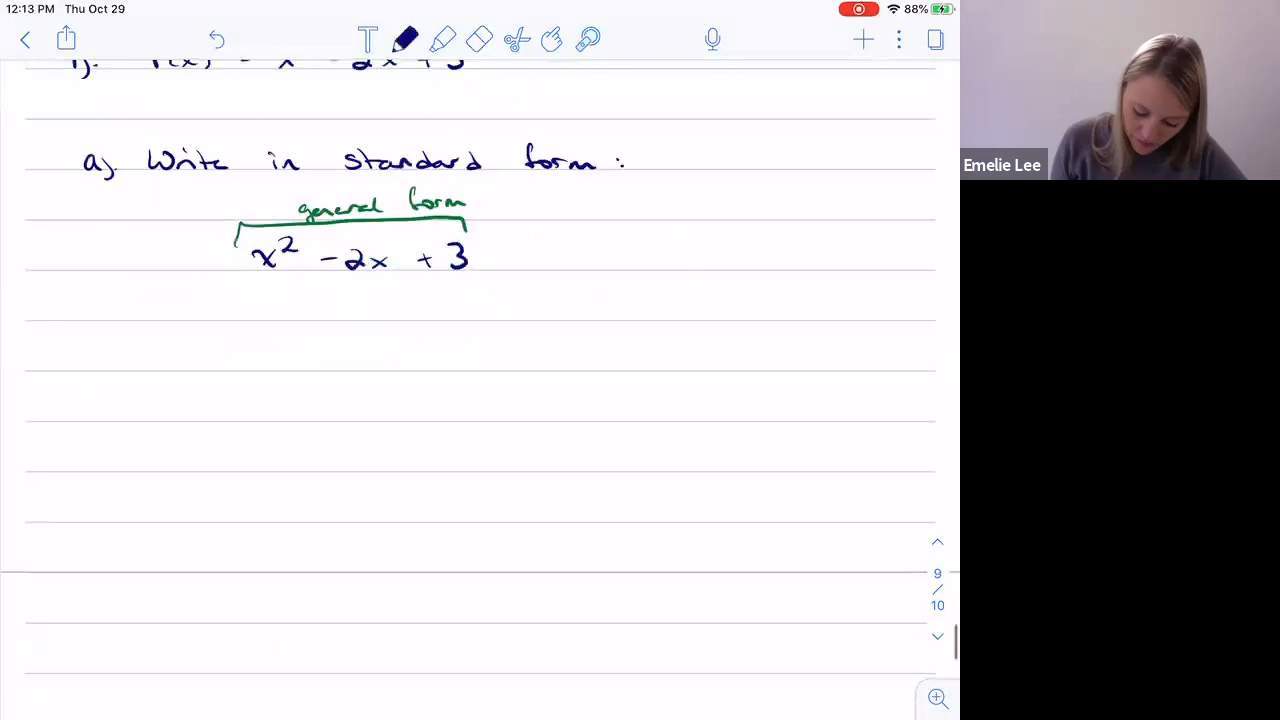 12:13 PM Thu Oct 29
88%
a). Write in standard form :
general form
x² - 2x + 3
9
/
10
Emelie Lee